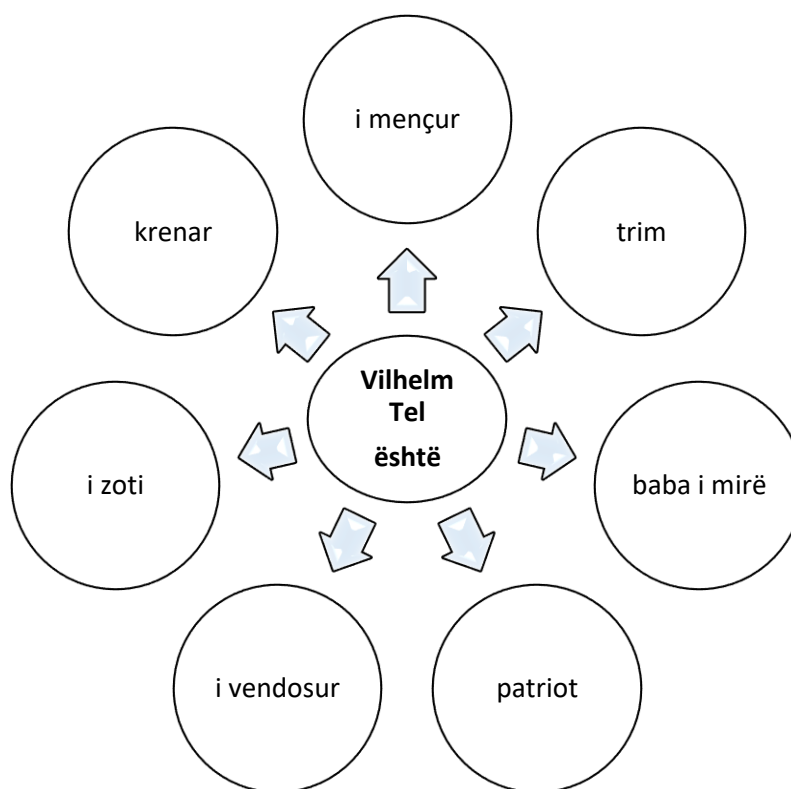 i mençur
krenar
trim
Vilhelm
Tel
është
i zoti
baba i mirë
i vendosur
patriot